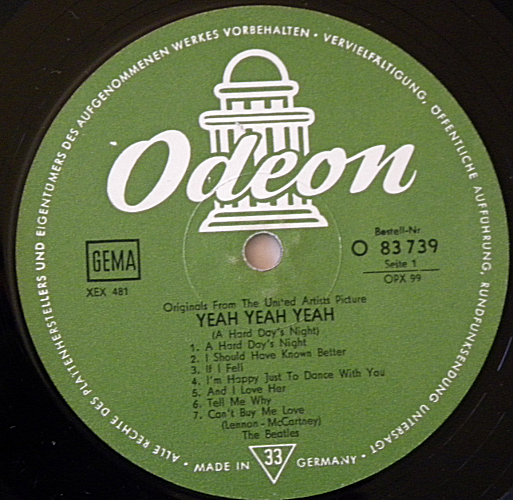 ALLE RECHTE DES PLATTENHERSTELLERS UND EIGENTÜMERS DES AUFGENOMMENEN WERKES VORBEHALTEN • VERVIELFÄLTIGUNG, ÖFFENTLICHE AUFFÜHRUNG, RUNDFUNKSENDUNG UNTERSAGT •
Odeon
GEMA
XEX 481
Bestell-Nr
O 83 739
Seite 1
OPX 99
Originals From The United Artists Picture
YEAH YEAH YEAH
(A Hard Day's Night)
1. A Hard Day's Night
2. I Should Have Known Better
3. If I Fell
4. I'm Happy Just To Dance With You
5. And I Love Her
6. Tell Me Why
7. Can't Buy Me Love
(Lennon - McCartney)
The Beatles
MADE IN 33 GERMANY